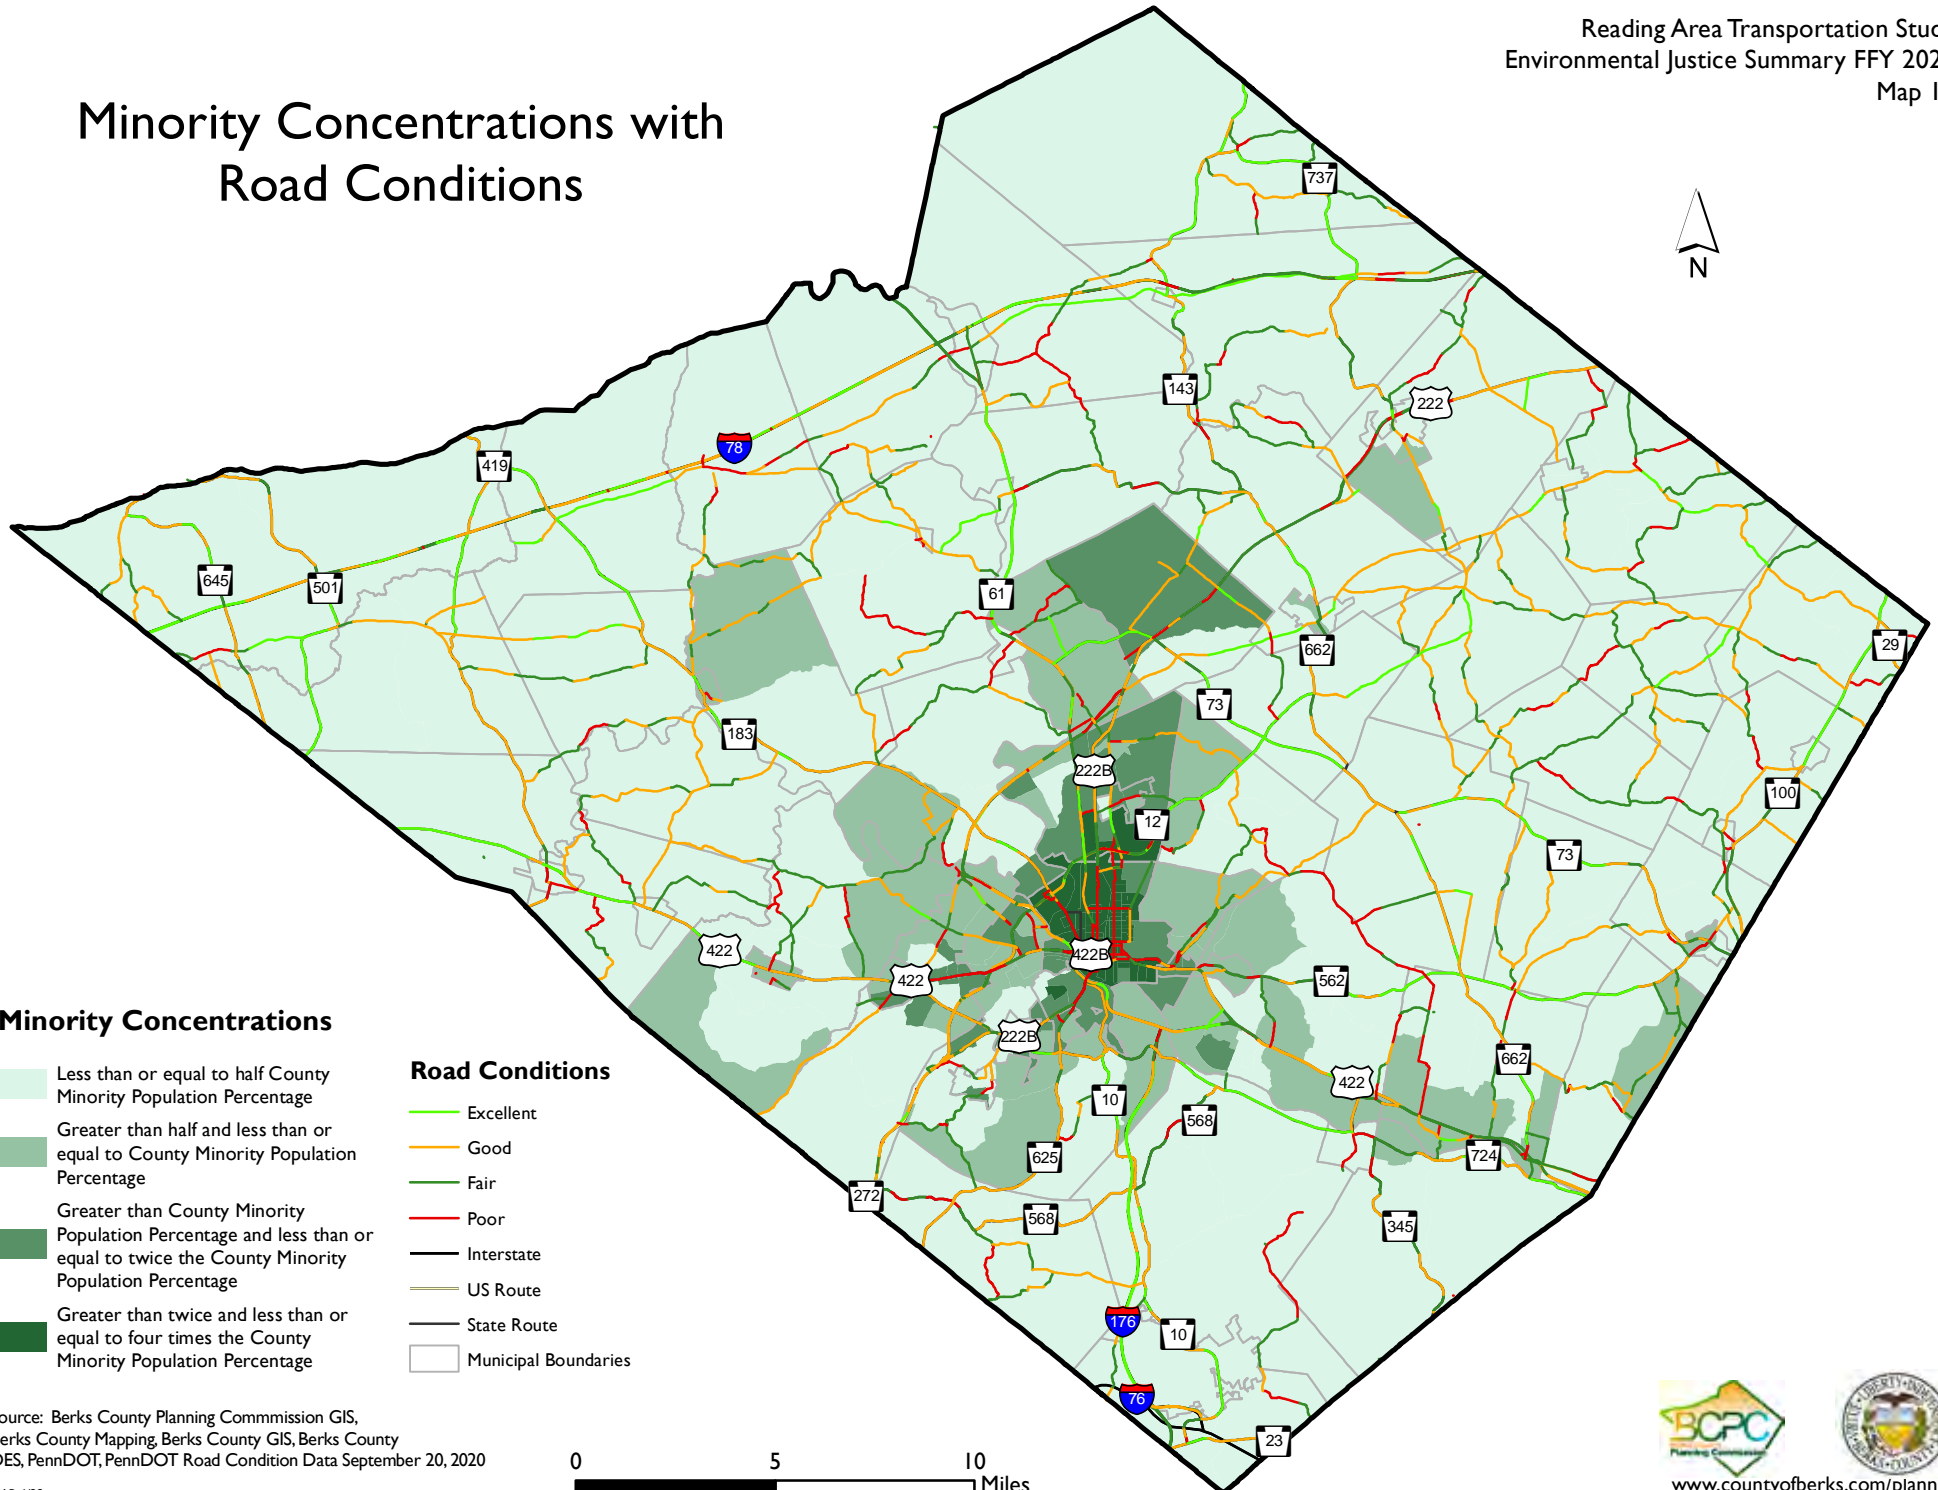 Reading Area Transportation Stud
Environmental Justice Summary FFY 202
Map 1
Minority Concentrations with
Road Conditions
N
737
143
222
78
419
645
501
61
662
29
73
183
222B
12
100
73
422
422B
422
562
222B
662
422
10
568
625
724
272
568
345
176
10
76
23
Minority Concentrations
Less than or equal to half County
Minority Population Percentage
Greater than half and less than or
equal to County Minority Population
Percentage
Greater than County Minority
Population Percentage and less than or
equal to twice the County Minority
Population Percentage
Greater than twice and less than or
equal to four times the County
Minority Population Percentage
Road Conditions
Excellent
Good
Fair
Poor
Interstate
US Route
State Route
Municipal Boundaries
ource: Berks County Planning Commmission GIS,
erks County Mapping, Berks County GIS, Berks County
DES, PennDOT, PennDOT Road Condition Data September 20, 2020
0 5 10
Miles
BCPC
Planning Commission
www.countyofberks.com/plann